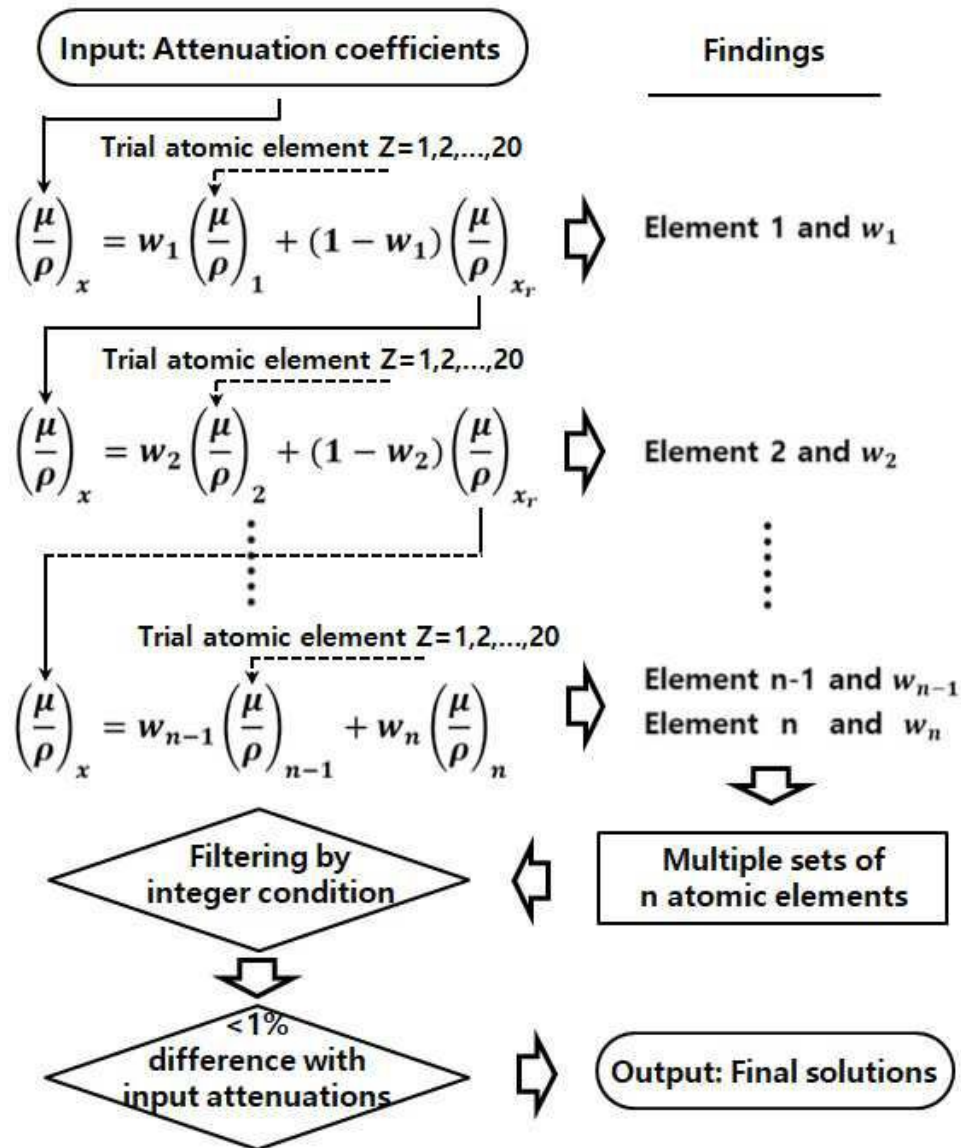 Input: Attenuation coefficients
Findings
Trial atomic element Z=1,2,...,20
(μ/ρ)ₓ = w₁ (μ/ρ)₁ + (1 − w₁) (μ/ρ)ₓᵣ
Element 1 and w₁
Trial atomic element Z=1,2,...,20
(μ/ρ)ₓ = w₂ (μ/ρ)₂ + (1 − w₂) (μ/ρ)ₓᵣ
Element 2 and w₂
Trial atomic element Z=1,2,...,20
(μ/ρ)ₓ = wₙ₋₁ (μ/ρ)ₙ₋₁ + wₙ (μ/ρ)ₙ
Element n-1 and wₙ₋₁
Element n and wₙ
Filtering by
integer condition
Multiple sets of
n atomic elements
<1%
difference with
input attenuations
Output: Final solutions